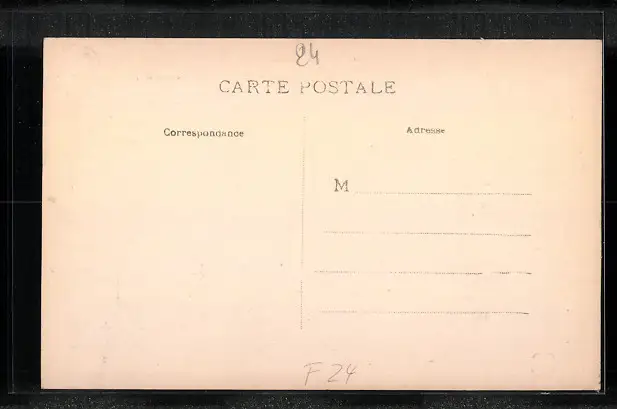 24
CARTE POSTALE
Correspondance
Adresse
M
F 24